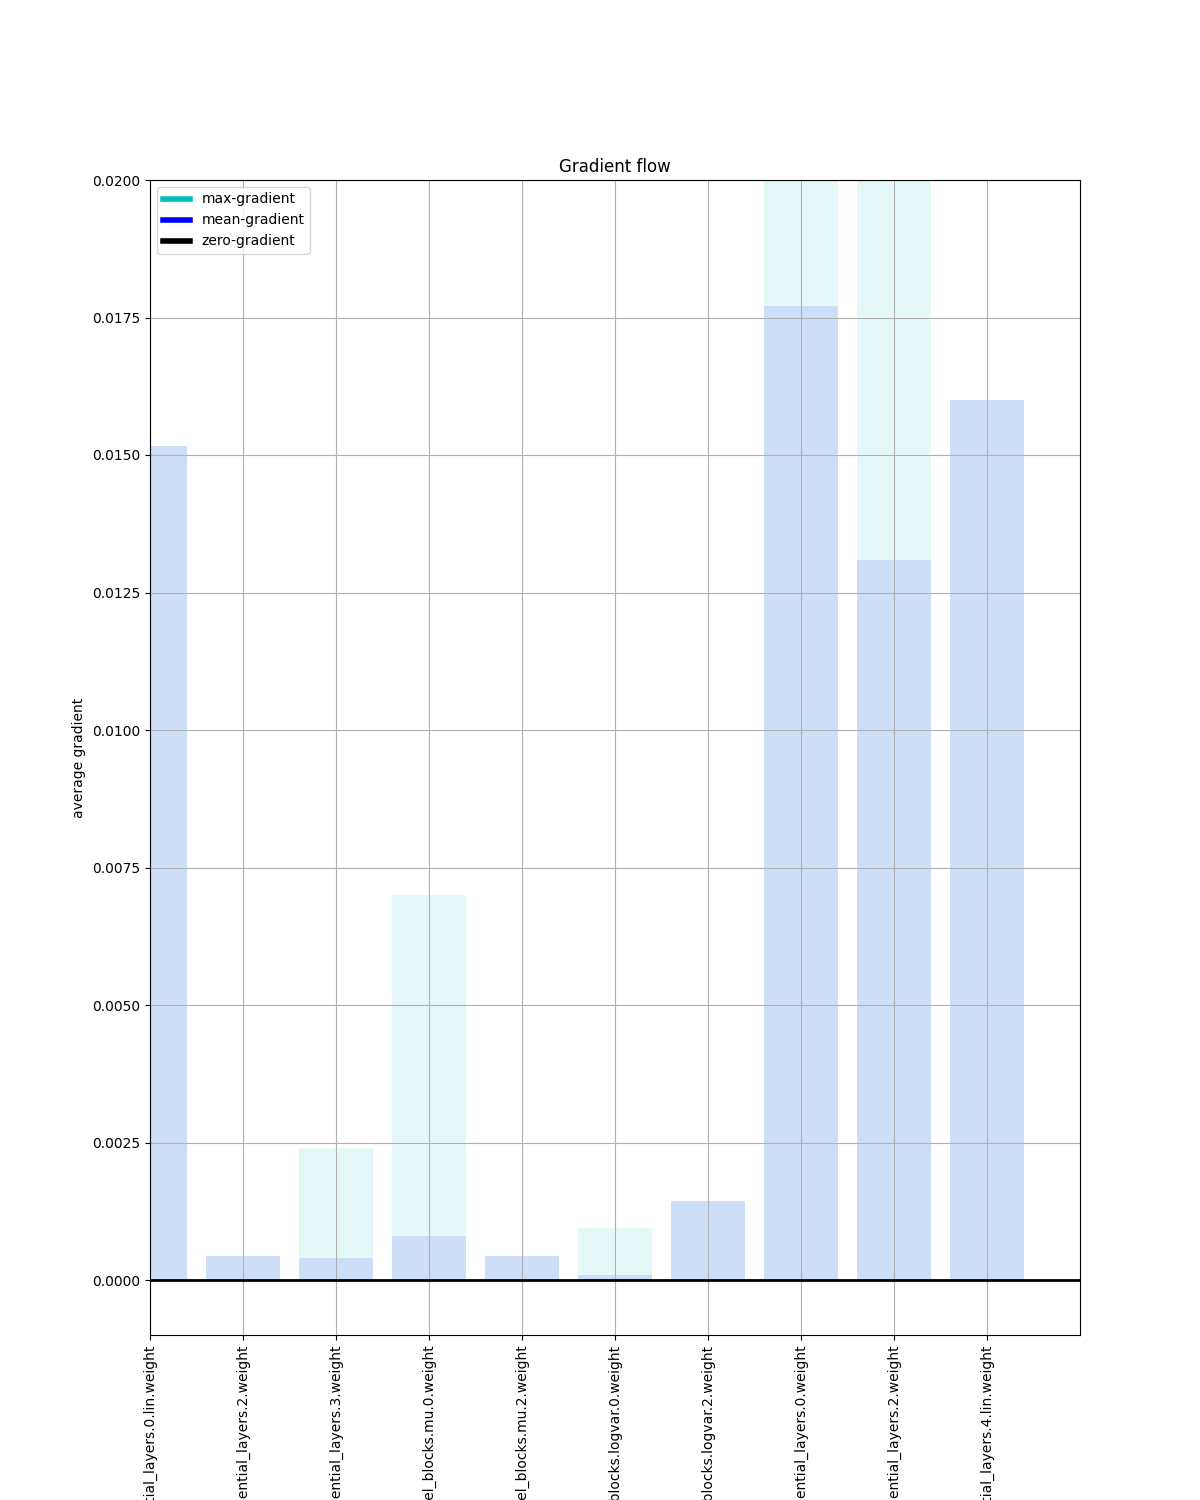 Gradient flow
max-gradient
mean-gradient
zero-gradient
0.0200
0.0175
0.0150
0.0125
0.0100
0.0075
0.0050
0.0025
0.0000
average gradient
tial_layers.0.lin.weight
ential_layers.2.weight
ential_layers.3.weight
el_blocks.mu.0.weight
el_blocks.mu.2.weight
blocks.logvar.0.weight
blocks.logvar.2.weight
ential_layers.0.weight
ential_layers.2.weight
tial_layers.4.lin.weight